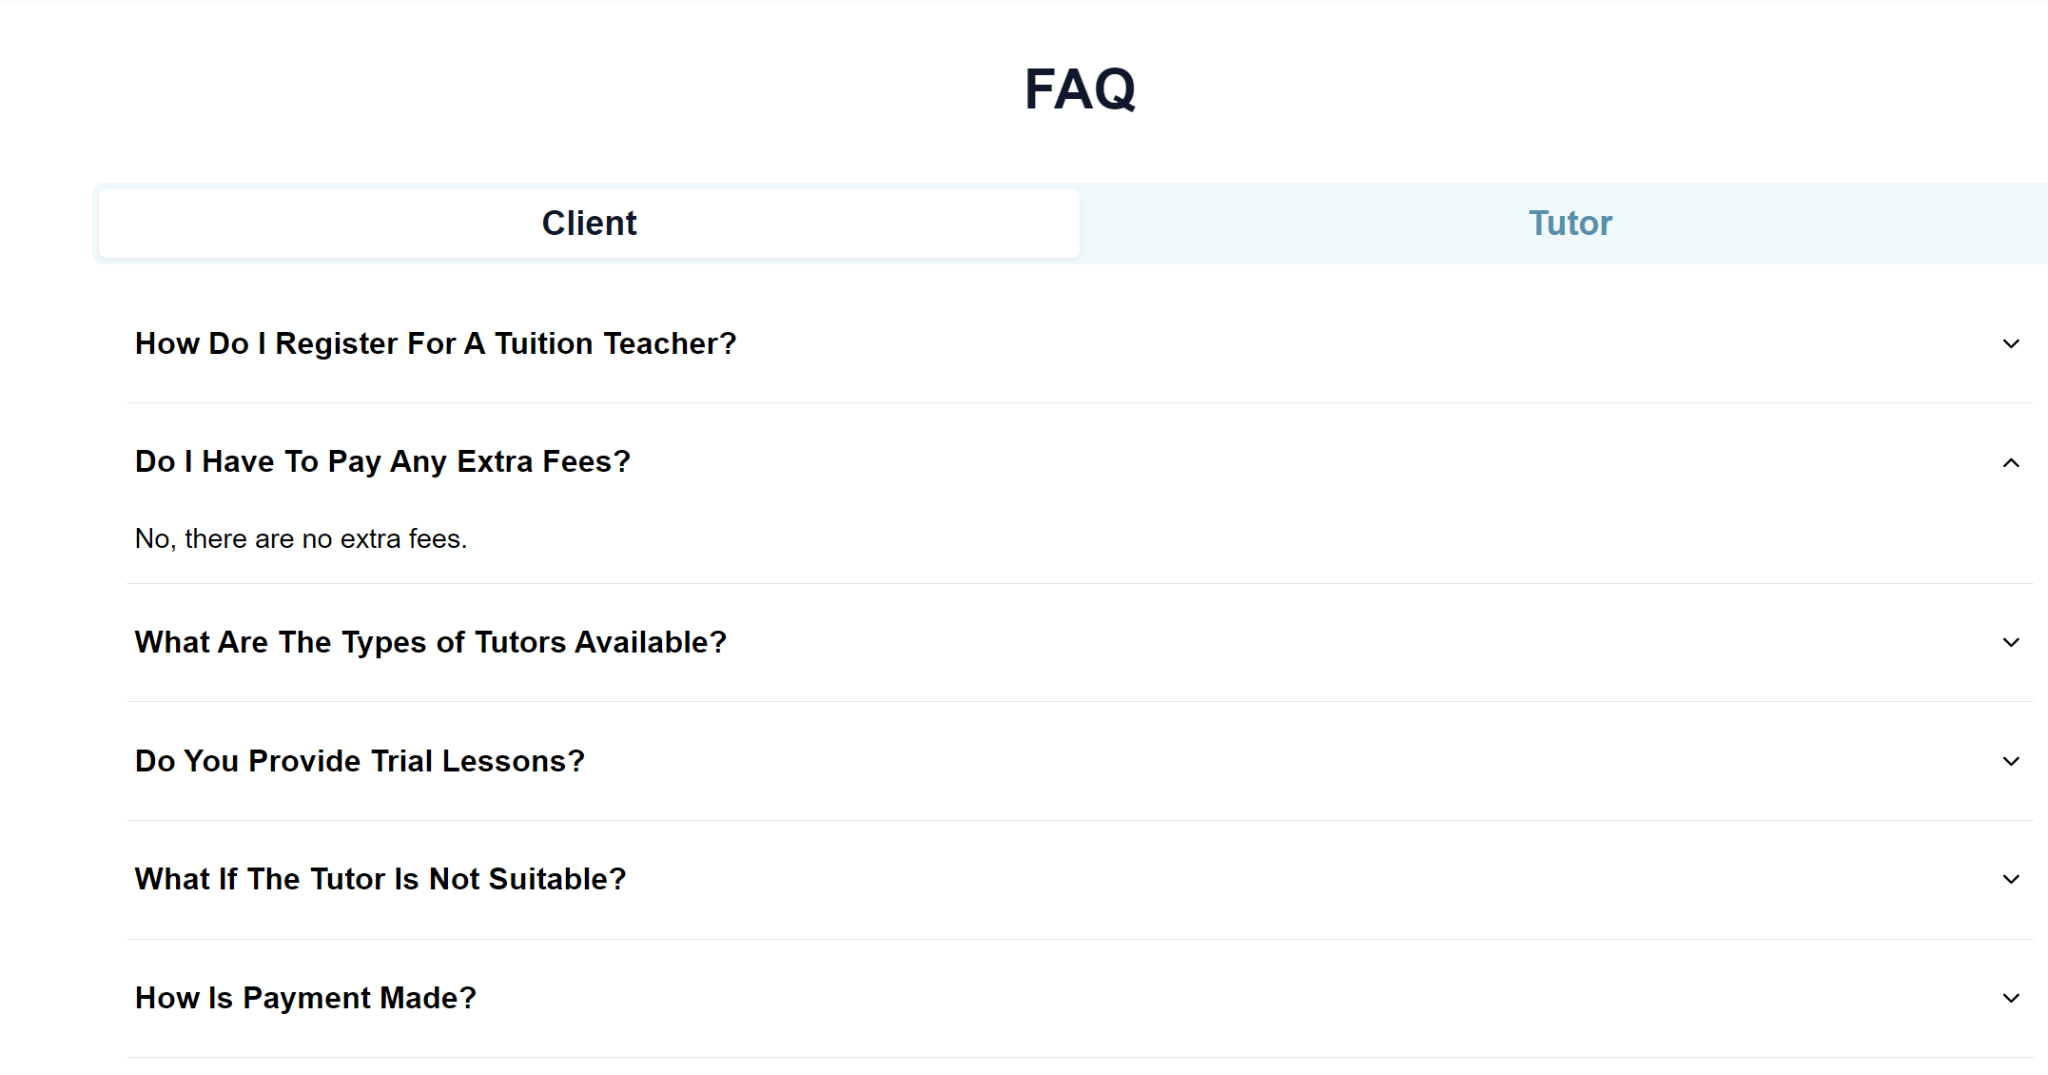 FAQ
Client
Tutor
How Do I Register For A Tuition Teacher?
Do I Have To Pay Any Extra Fees?
No, there are no extra fees.
What Are The Types of Tutors Available?
Do You Provide Trial Lessons?
What If The Tutor Is Not Suitable?
How Is Payment Made?